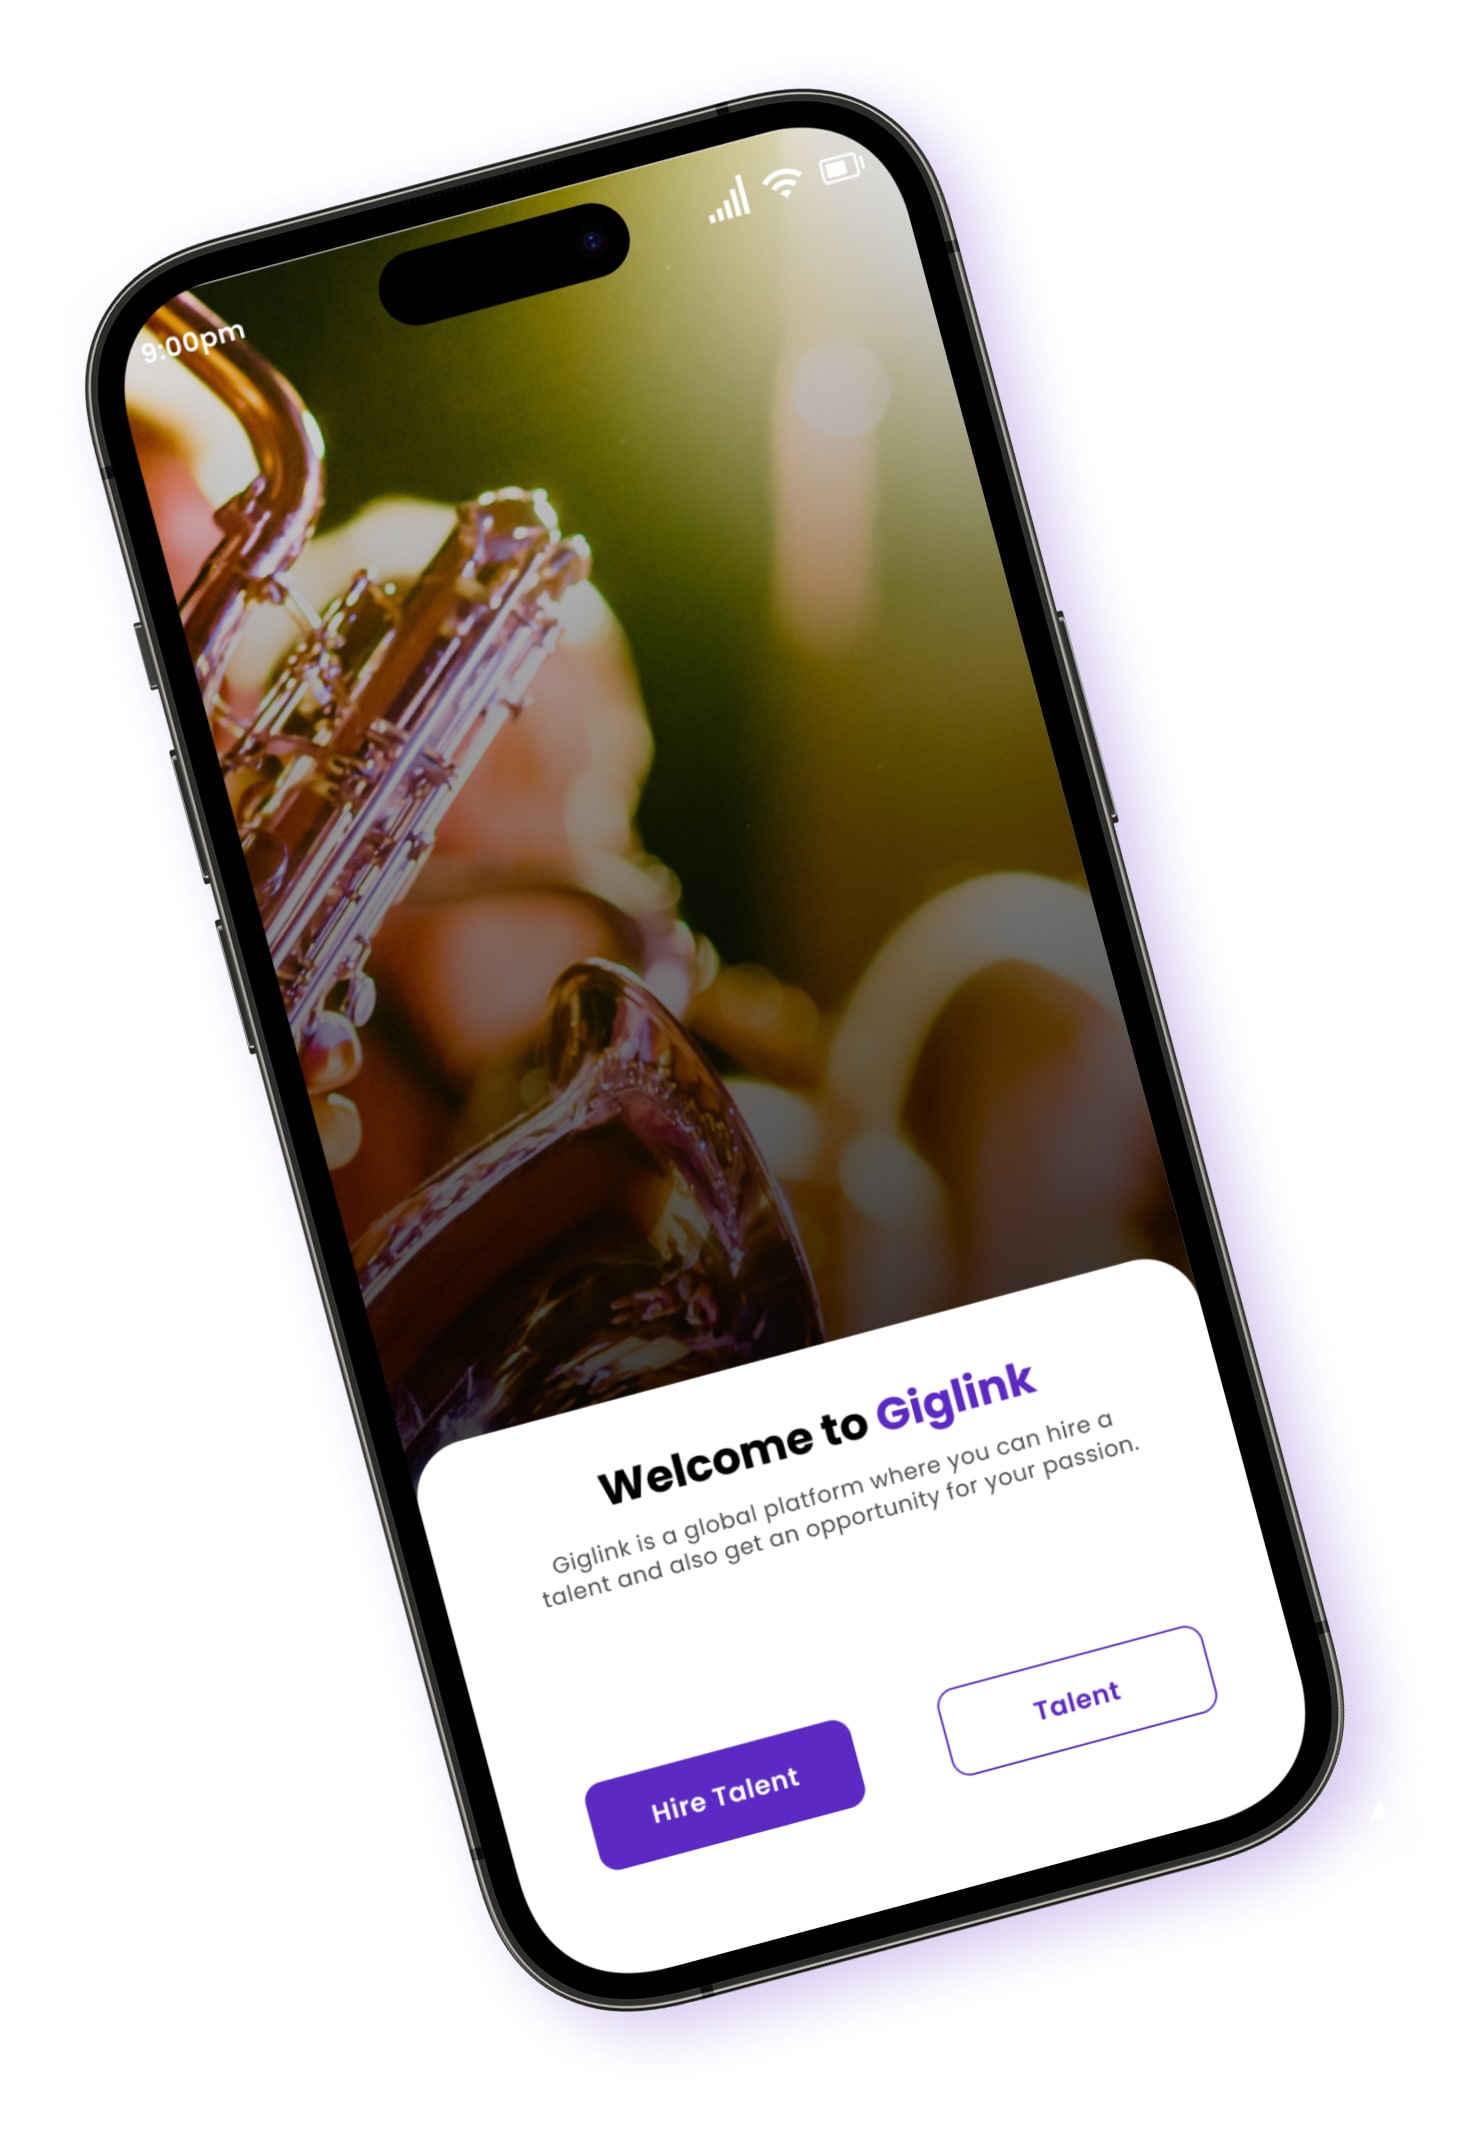 9:00pm
Welcome to Giglink
Giglink is a global platform where you can hire a
talent and also get an opportunity for your passion.
Hire Talent
Talent